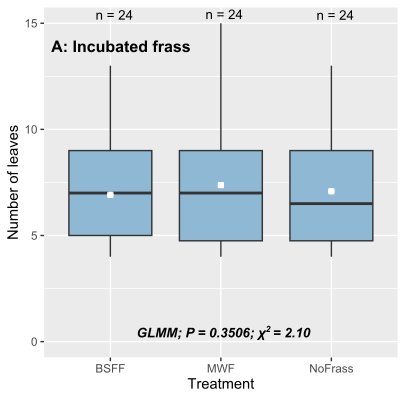 n = 24 n = 24 n = 24
15
A: Incubated frass
10
Number of leaves
5
GLMM; P = 0.3506; χ² = 2.10
0
BSFF MWF NoFrass
Treatment